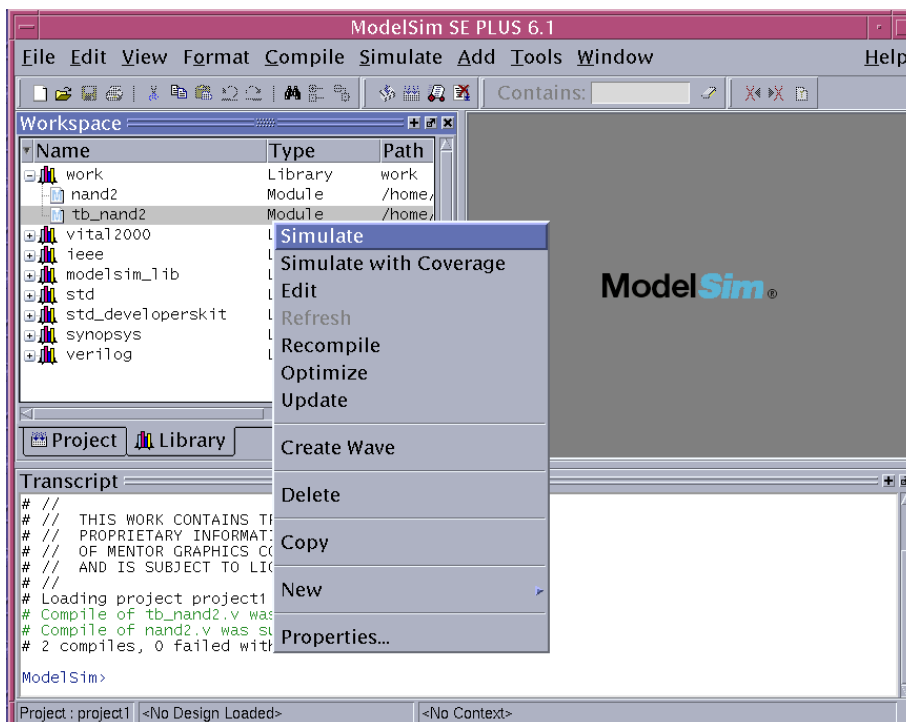 ModelSim SE PLUS 6.1
File Edit View Format Compile Simulate Add Tools Window Help
Contains:
Workspace
Name Type Path
work Library work
nand2 Module /home/
tb_nand2 Module /home/
vital2000
ieee
modelsim_lib
std
std_developerskit
synopsys
verilog
Project Library
Simulate
Simulate with Coverage
Edit
Refresh
Recompile
Optimize
Update
Create Wave
Delete
Copy
New
Properties...
ModelSim®
Transcript
# //
# // THIS WORK CONTAINS
# // PROPRIETARY
# // OF MENTOR GRAPHICS
# // AND IS SUBJECT TO
# //
# Loading project project1
# Compile of tb_nand2.v was
# Compile of nand2.v was
# 2 compiles, 0 failed with
ModelSim>
Project : project1 <No Design Loaded> <No Context>